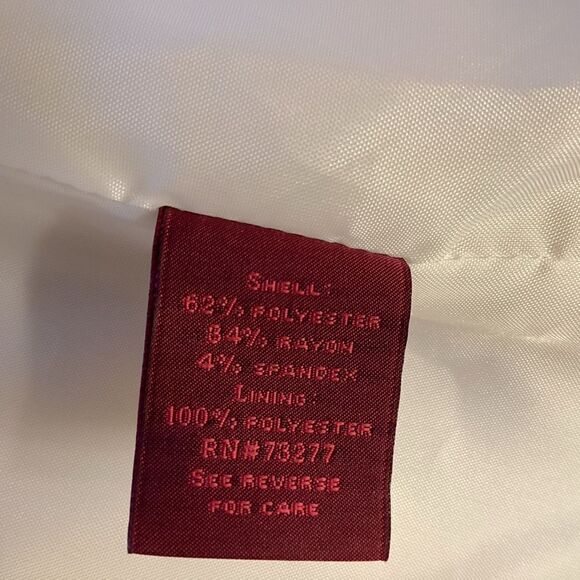 SHELL:
62% POLYESTER
34% RAYON
4% SPANDEX
LINING:
100% POLYESTER
RN#73277
SEE REVERSE
FOR CARE